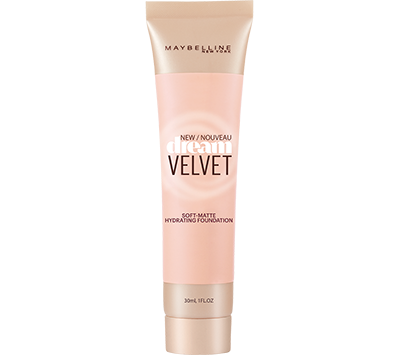 MAYBELLINE
NEW YORK
NEW / NOUVEAU
dream
VELVET
SOFT-MATTE
HYDRATING FOUNDATION
30mL 1FL.OZ